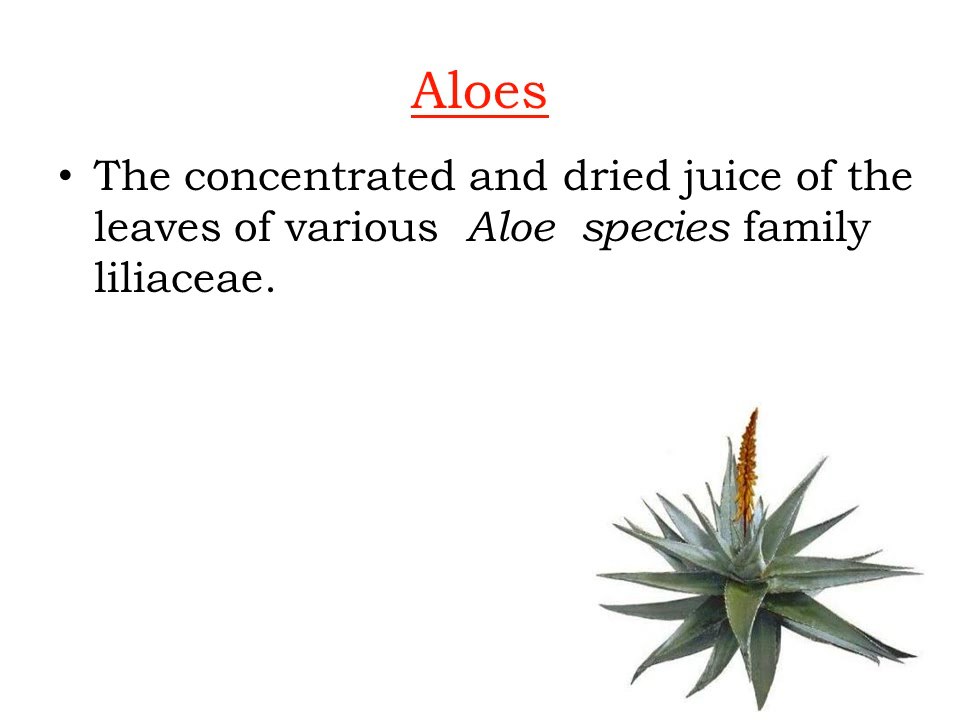 Aloes
• The concentrated and dried juice of the
leaves of various Aloe species family
liliaceae.